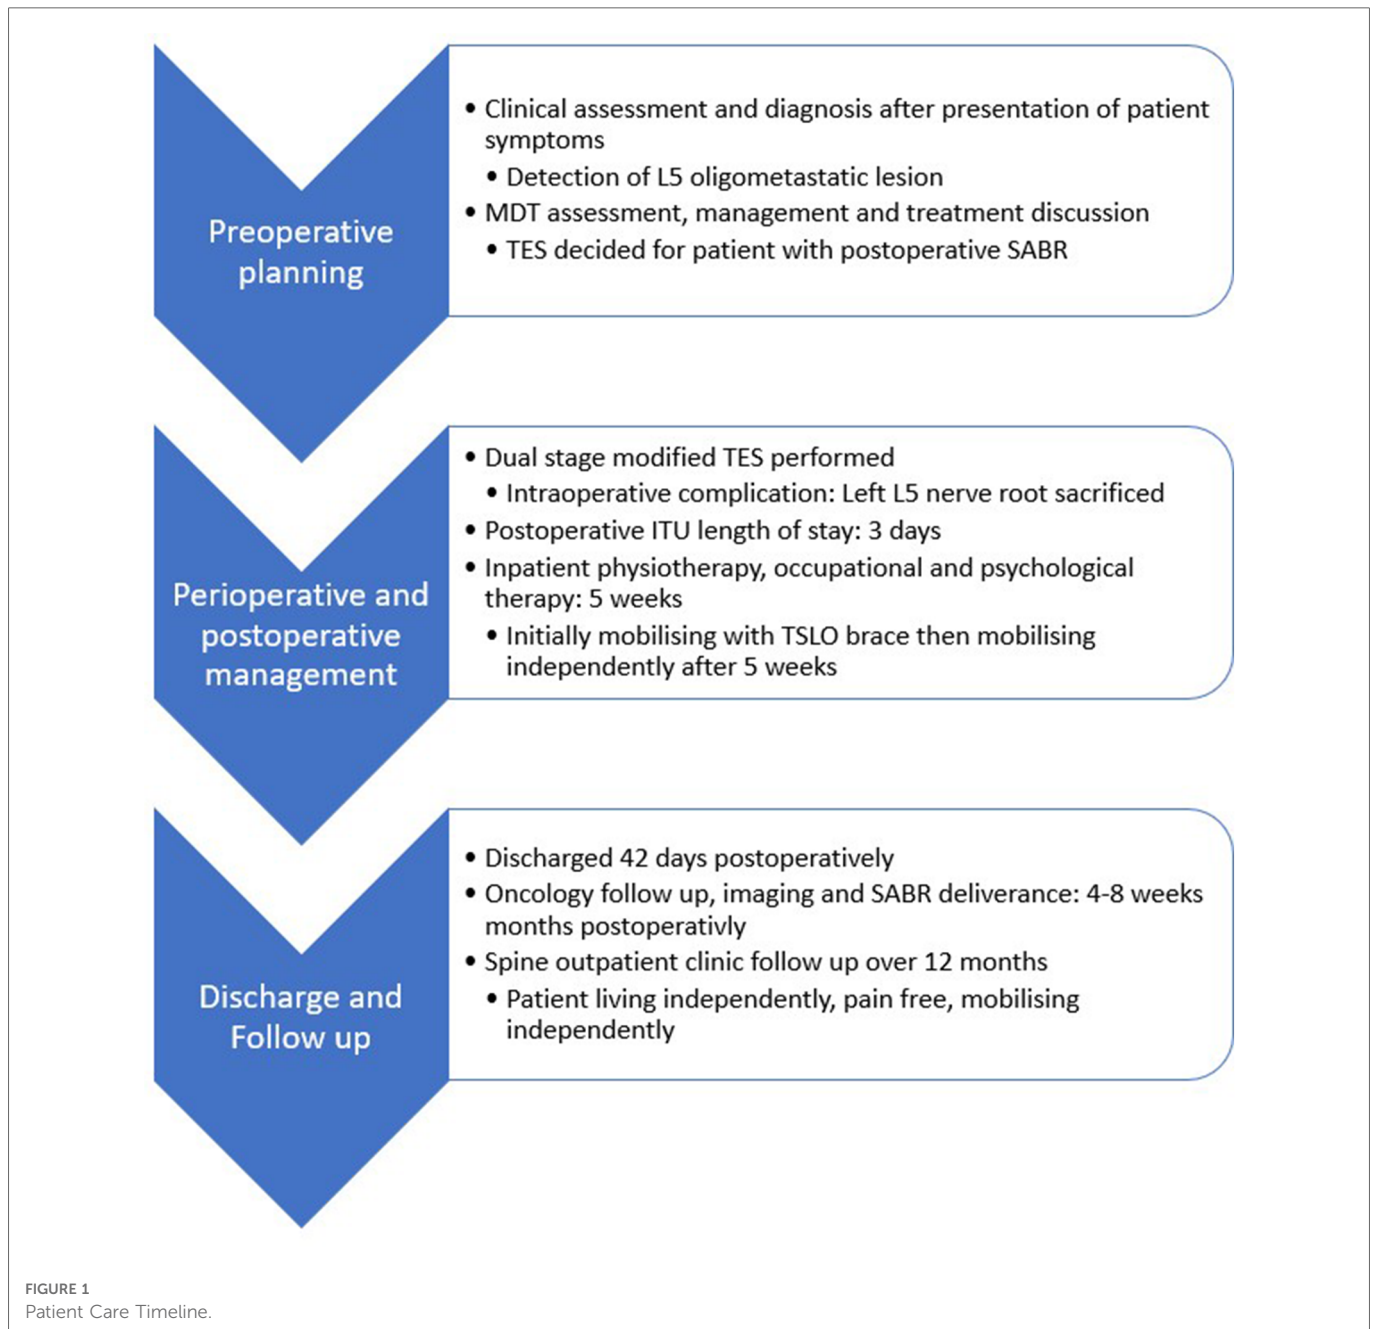 Preoperative
planning
• Clinical assessment and diagnosis after presentation of patient
symptoms
• Detection of L5 oligometastatic lesion
• MDT assessment, management and treatment discussion
• TES decided for patient with postoperative SABR
Perioperative and
postoperative
management
• Dual stage modified TES performed
• Intraoperative complication: Left L5 nerve root sacrificed
• Postoperative ITU length of stay: 3 days
• Inpatient physiotherapy, occupational and psychological
therapy: 5 weeks
• Initially mobilising with TSLO brace then mobilising
independently after 5 weeks
Discharge and
Follow up
• Discharged 42 days postoperatively
• Oncology follow up, imaging and SABR deliverance: 4-8 weeks
months postoperativly
• Spine outpatient clinic follow up over 12 months
• Patient living independently, pain free, mobilising
independently
FIGURE 1
Patient Care Timeline.